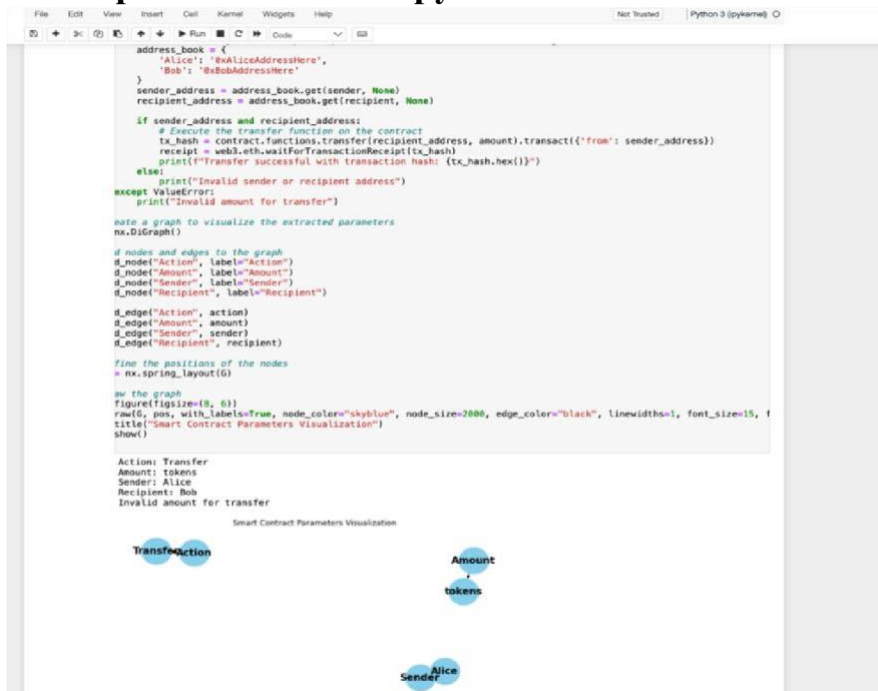 File Edit View Insert Cell Kernel Widgets Help Not Trusted Python 3 (ipykernel)
Run Code
address_book = {
'Alice': '0xAliceAddressHere',
'Bob': '0xBobAddressHere'
}
sender_address = address_book.get(sender, None)
recipient_address = address_book.get(recipient, None)
if sender_address and recipient_address:
# Execute the transfer function on the contract
tx_hash = contract.functions.transfer(recipient_address, amount).transact({'from': sender_address})
receipt = web3.eth.waitForTransactionReceipt(tx_hash)
print(f"Transfer successful with transaction hash: {tx_hash.hex()}")
else:
print("Invalid sender or recipient address")
except ValueError:
print("Invalid amount for transfer")
eate a graph to visualize the extracted parameters
nx.DiGraph()
d nodes and edges to the graph
d_node("Action", label="Action")
d_node("Amount", label="Amount")
d_node("Sender", label="Sender")
d_node("Recipient", label="Recipient")
d_edge("Action", action)
d_edge("Amount", amount)
d_edge("Sender", sender)
d_edge("Recipient", recipient)
fine the positions of the nodes
= nx.spring_layout(G)
aw the graph
figure(figsize=(8, 6))
raw(G, pos, with_labels=True, node_color="skyblue", node_size=2000, edge_color="black", linewidths=1, font_size=15, f
title("Smart Contract Parameters Visualization")
show()
Action: Transfer
Amount: tokens
Sender: Alice
Recipient: Bob
Invalid amount for transfer
Smart Contract Parameters Visualization
Transfer Action
Amount
tokens
Alice
Sender